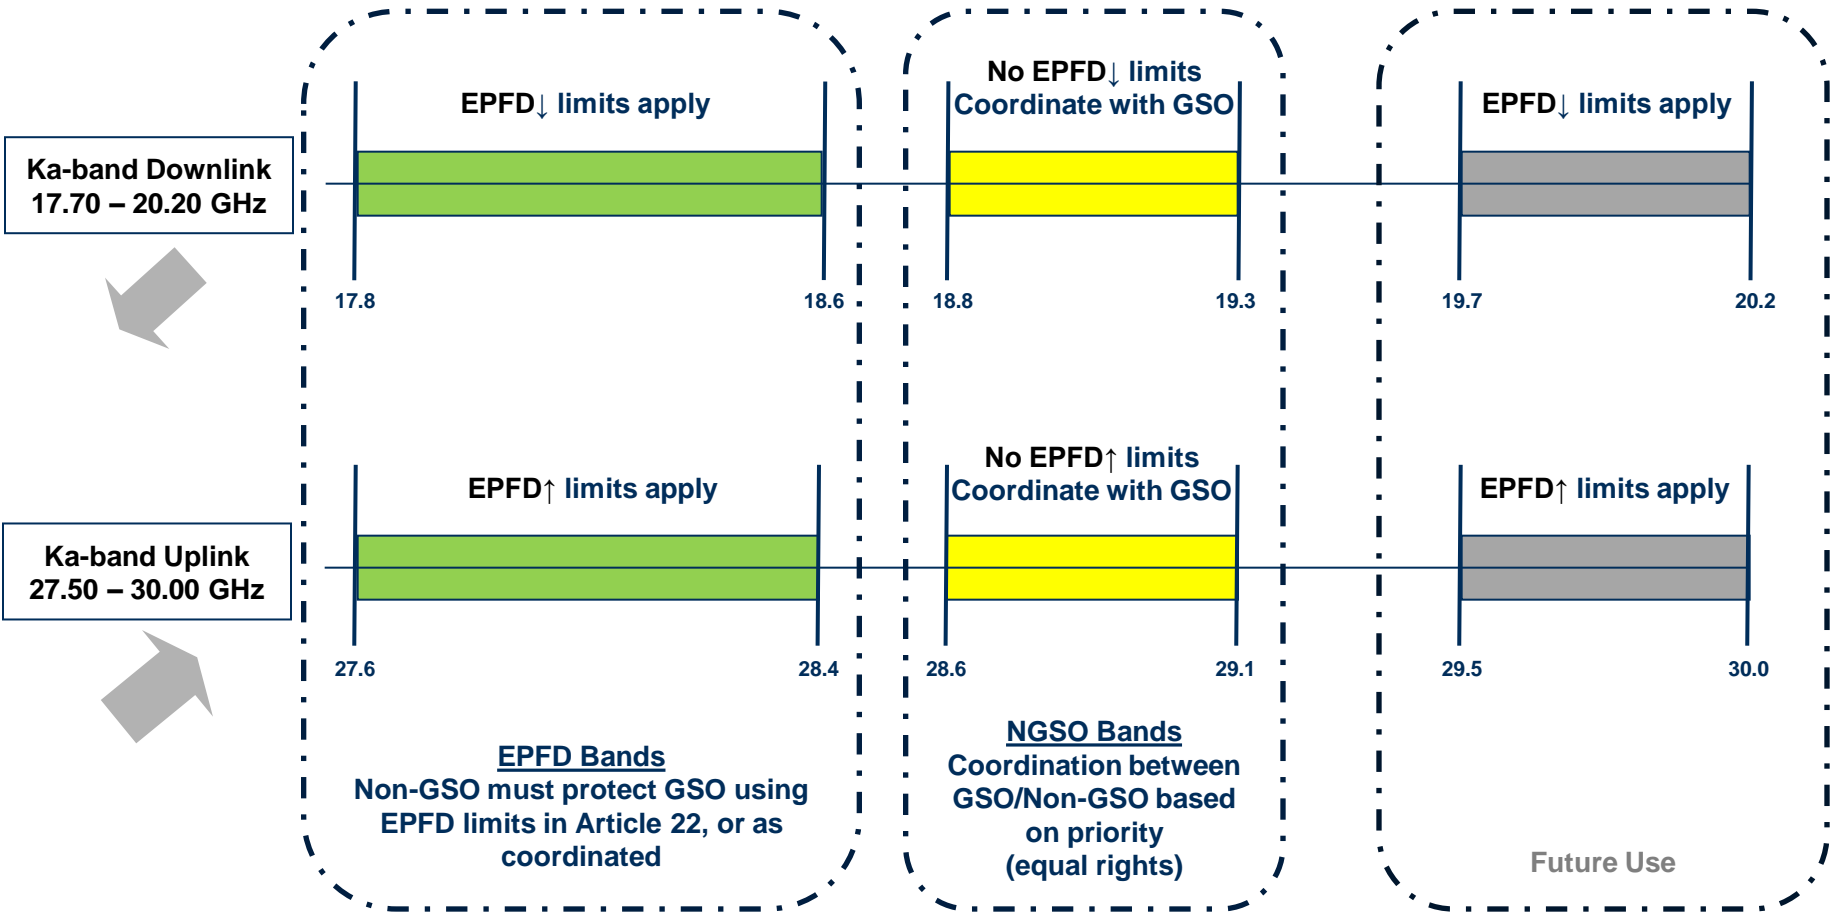 Ka-band Downlink
17.70 – 20.20 GHz
EPFD↓ limits apply
17.8
18.6
No EPFD↓ limits
Coordinate with GSO
18.8
19.3
EPFD↓ limits apply
19.7
20.2
Ka-band Uplink
27.50 – 30.00 GHz
EPFD↑ limits apply
27.6
28.4
No EPFD↑ limits
Coordinate with GSO
28.6
29.1
EPFD↑ limits apply
29.5
30.0
EPFD Bands
Non-GSO must protect GSO using
EPFD limits in Article 22, or as
coordinated
NGSO Bands
Coordination between
GSO/Non-GSO based
on priority
(equal rights)
Future Use